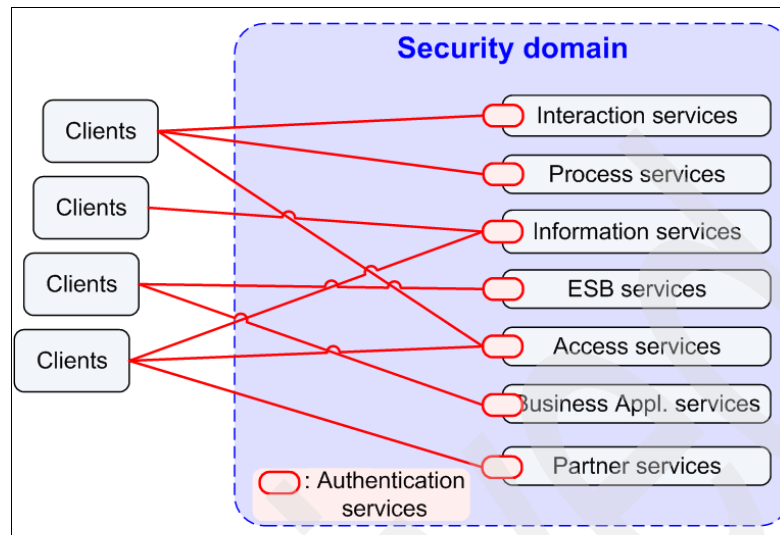 Security domain
Clients
Clients
Clients
Clients
Interaction services
Process services
Information services
ESB services
Access services
Business Appl. services
Partner services
: Authentication
services